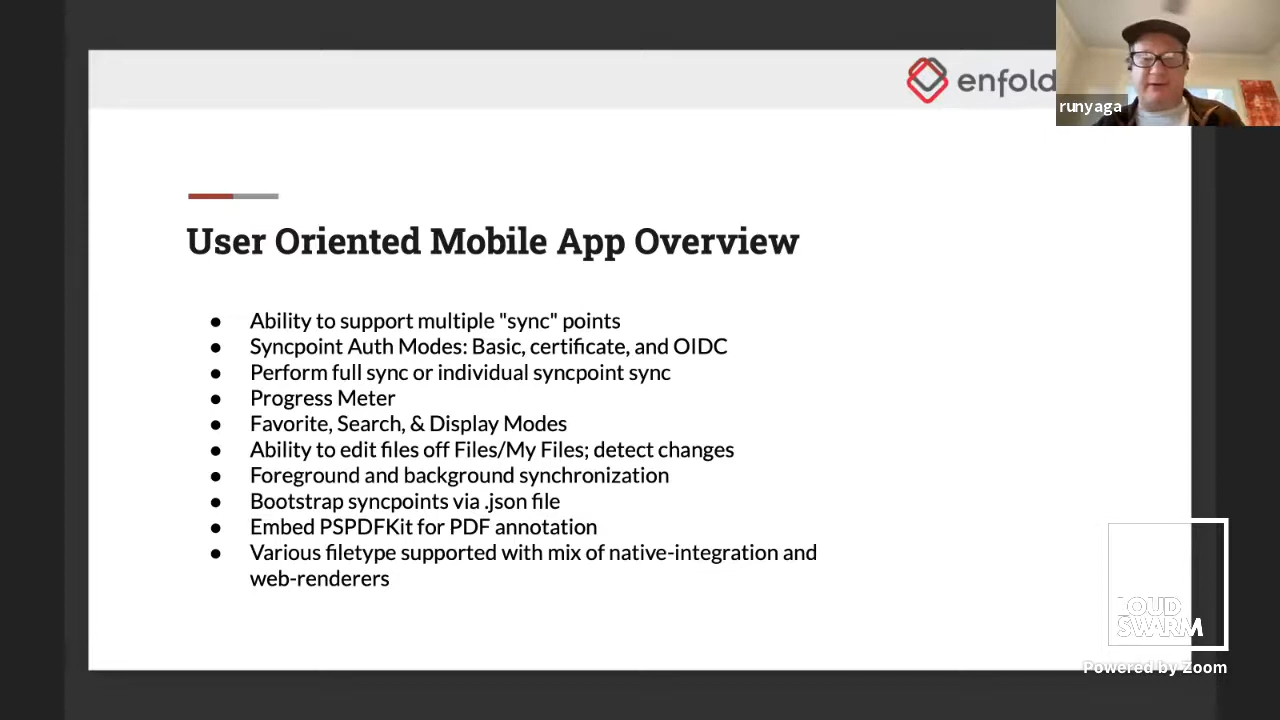 enfold
runyaga
User Oriented Mobile App Overview
● Ability to support multiple "sync" points
● Syncpoint Auth Modes: Basic, certificate, and OIDC
● Perform full sync or individual syncpoint sync
● Progress Meter
● Favorite, Search, & Display Modes
● Ability to edit files off Files/My Files; detect changes
● Foreground and background synchronization
● Bootstrap syncpoints via .json file
● Embed PSPDFKit for PDF annotation
● Various filetype supported with mix of native-integration and
web-renderers
LOUD
SWARM
Powered by Zoom